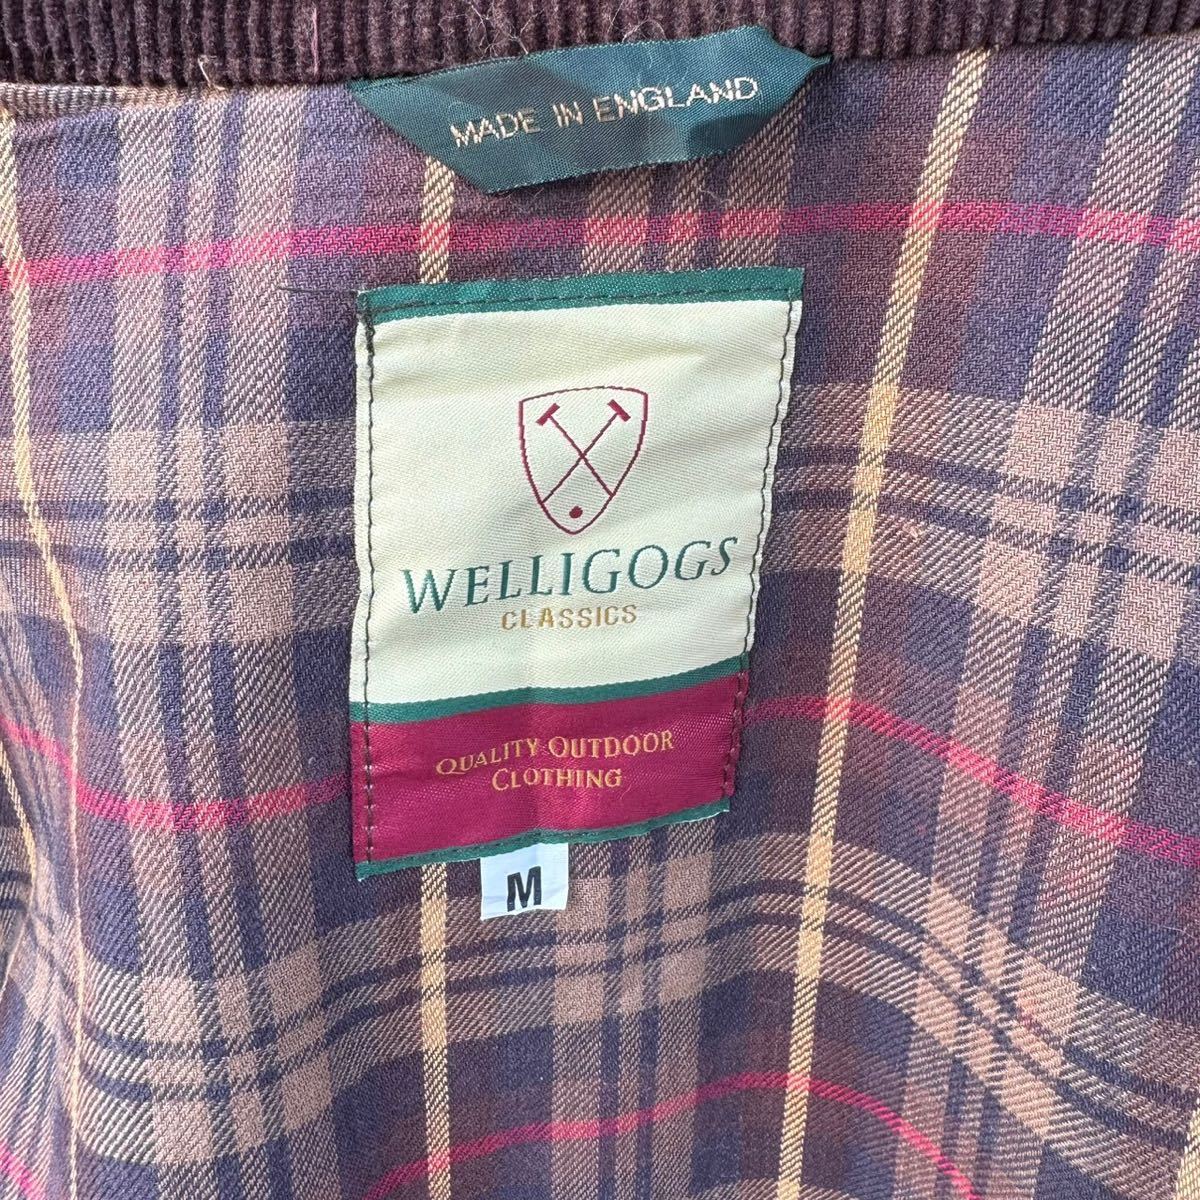 MADE IN ENGLAND
WELLIGOGS
CLASSICS
QUALITY OUTDOOR
CLOTHING
M